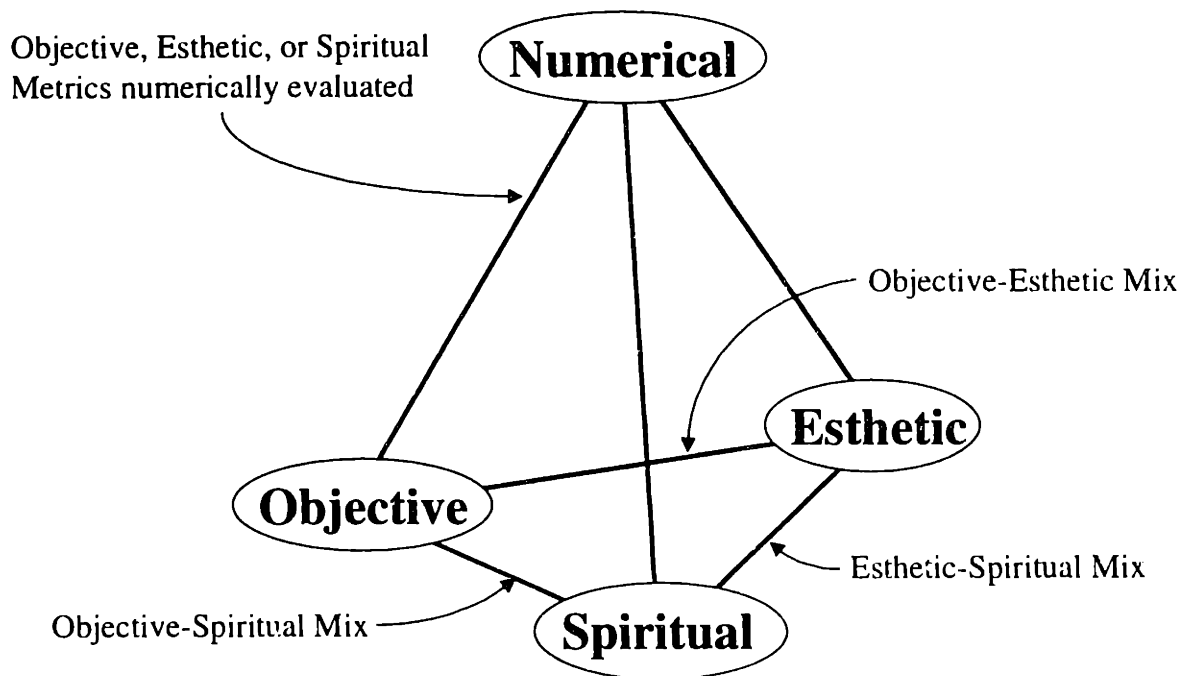 Objective, Esthetic, or Spiritual
Metrics numerically evaluated
Numerical
Objective-Esthetic Mix
Esthetic
Objective
Esthetic-Spiritual Mix
Objective-Spiritual Mix
Spiritual